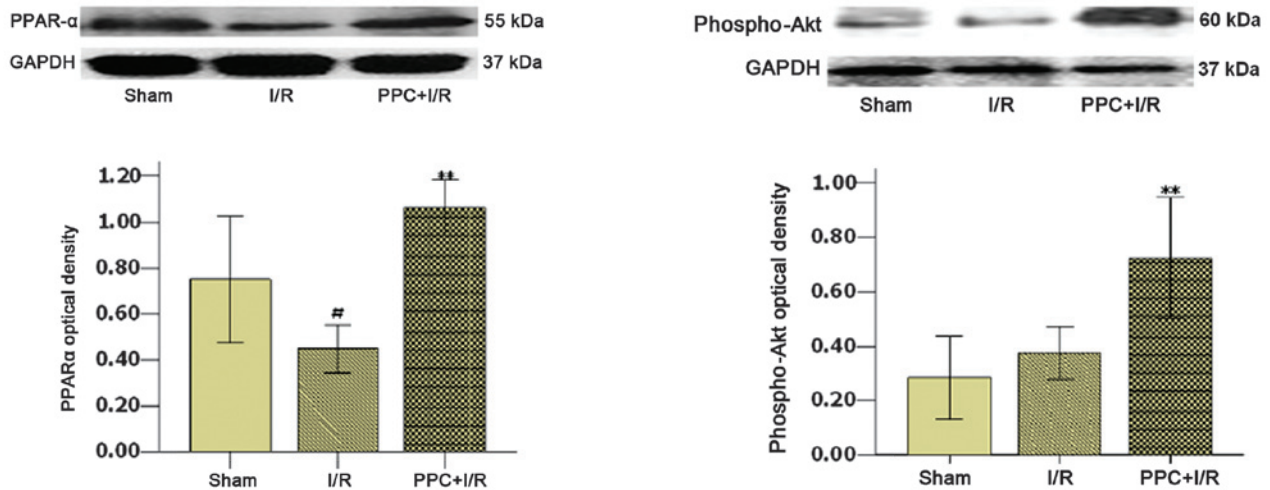 PPAR-α 55 kDa
GAPDH 37 kDa
Sham I/R PPC+I/R
Phospho-Akt 60 kDa
GAPDH 37 kDa
Sham I/R PPC+I/R
PPARα optical density
1.20
1.00
0.80
0.60
0.40
0.20
0.00
#
**
Sham I/R PPC+I/R
Phospho-Akt optical density
1.00
0.80
0.60
0.40
0.20
0.00
**
Sham I/R PPC+I/R